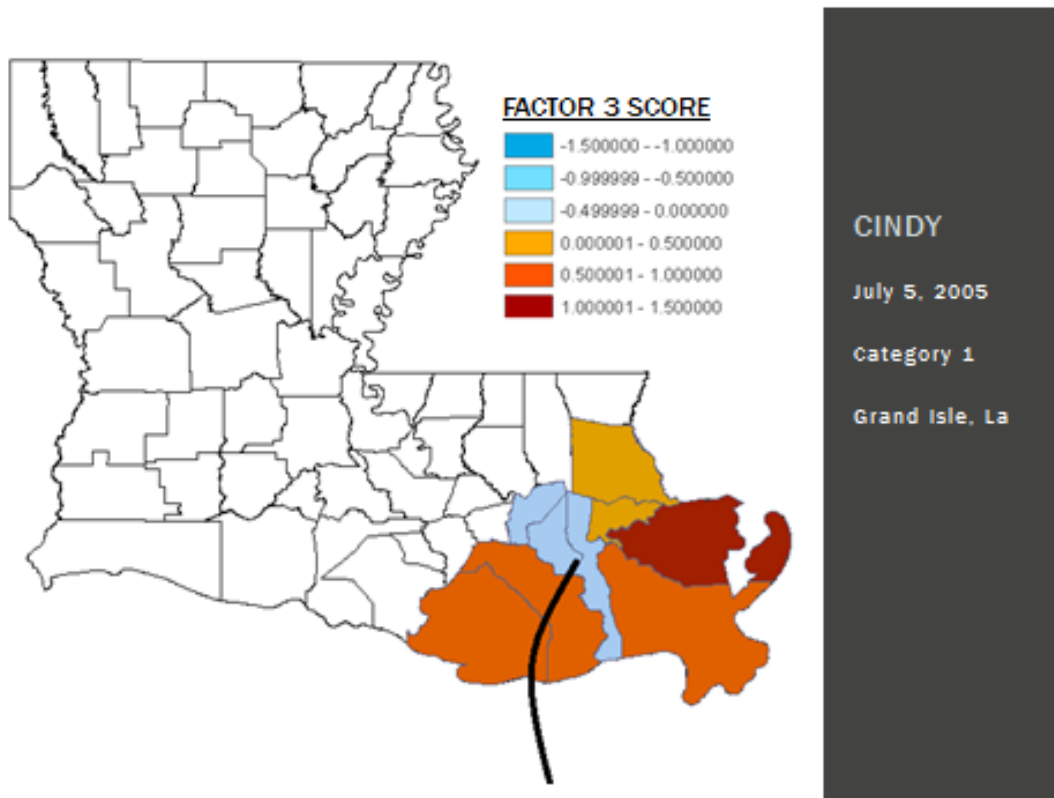 FACTOR 3 SCORE
-1.500000 - -1.000000
-0.999999 - -0.500000
-0.499999 - 0.000000
0.000001 - 0.500000
0.500001 - 1.000000
1.000001 - 1.500000
CINDY
July 5, 2005
Category 1
Grand Isle, La